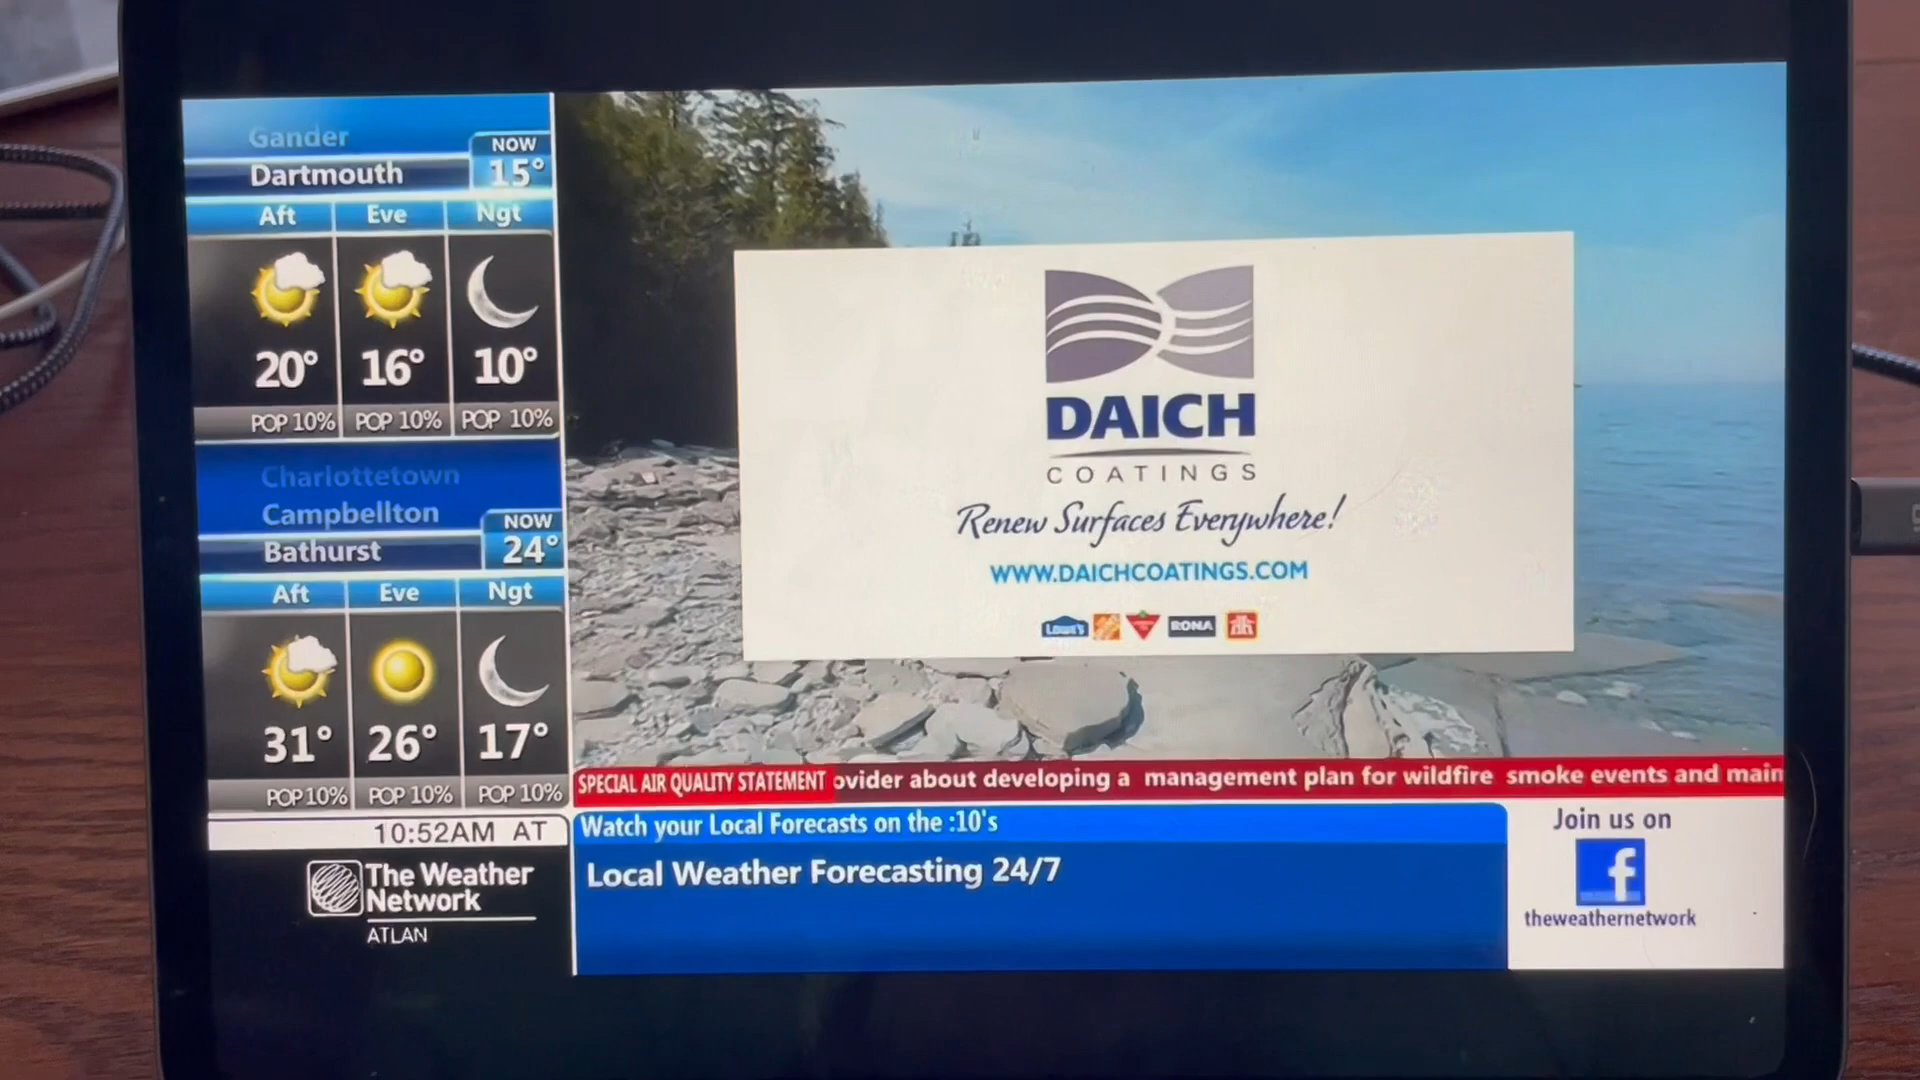 Gander
Dartmouth
NOW
15°
Aft Eve Ngt
20° 16° 10°
POP 10% POP 10% POP 10%
Charlottetown
Campbellton
Bathurst
NOW
24°
Aft Eve Ngt
31° 26° 17°
POP 10% POP 10% POP 10%
10:52AM AT
The Weather
Network
ATLAN
DAICH
COATINGS
Renew Surfaces Everywhere!
WWW.DAICHCOATINGS.COM
LOWE'S
RONA
SPECIAL AIR QUALITY STATEMENT ovider about developing a management plan for wildfire smoke events and main
Watch your Local Forecasts on the :10's
Local Weather Forecasting 24/7
Join us on
f
theweathernetwork